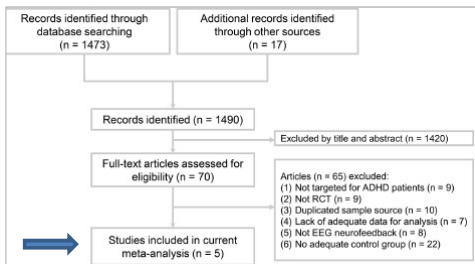 Records identified through
database searching
(n = 1473)
Additional records identified
through other sources
(n = 17)
Records identified (n = 1490)
Excluded by title and abstract (n = 1420)
Full-text articles assessed for
eligibility (n = 70)
Articles (n = 65) excluded:
(1) Not targeted for ADHD patients (n = 9)
(2) Not RCT (n = 9)
(3) Duplicated sample source (n = 10)
(4) Lack of adequate data for analysis (n = 7)
(5) Not EEG neurofeedback (n = 8)
(6) No adequate control group (n = 22)
Studies included in current
meta-analysis (n = 5)